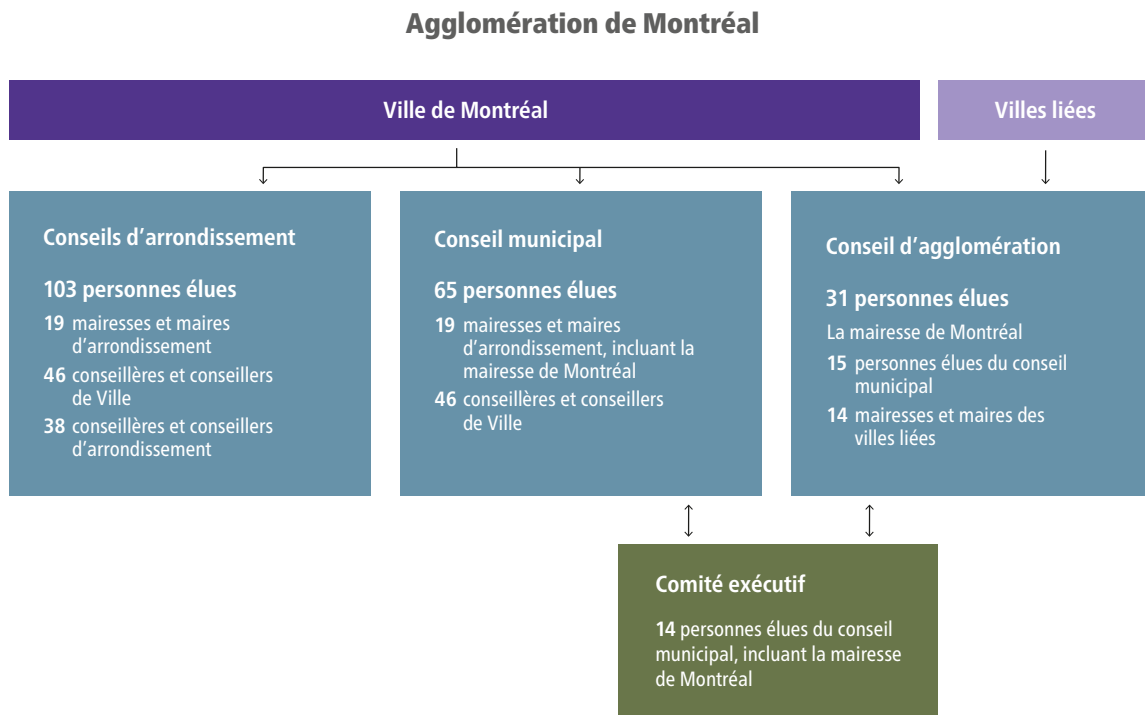 Agglomération de Montréal
Ville de Montréal
Villes liées
Conseils d’arrondissement
103 personnes élues
19 mairesses et maires
d’arrondissement
46 conseillères et conseillers
de Ville
38 conseillères et conseillers
d’arrondissement
Conseil municipal
65 personnes élues
19 mairesses et maires
d’arrondissement, incluant la
mairesse de Montréal
46 conseillères et conseillers
de Ville
Conseil d’agglomération
31 personnes élues
La mairesse de Montréal
15 personnes élues du conseil
municipal
14 mairesses et maires des
villes liées
Comité exécutif
14 personnes élues du conseil
municipal, incluant la mairesse
de Montréal